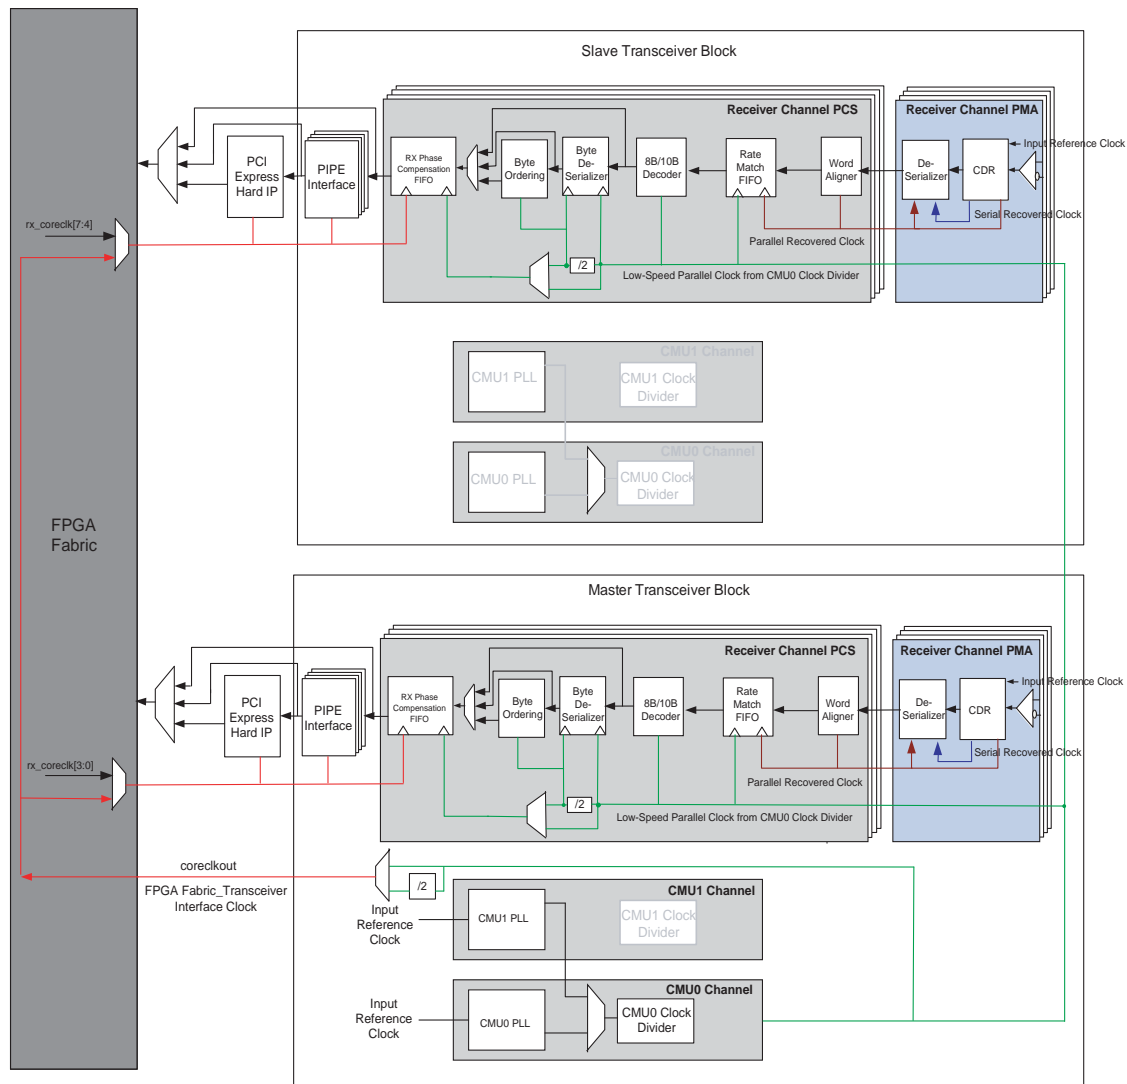 Slave Transceiver Block
Receiver Channel PCS
Receiver Channel PMA
PCI
Express
Hard IP
PIPE
Interface
RX Phase
Compensation
FIFO
Byte
Ordering
Byte
De-
Serializer
8B/10B
Decoder
Rate
Match
FIFO
Word
Aligner
De-
Serializer
CDR
Input Reference Clock
Serial Recovered Clock
Parallel Recovered Clock
rx_coreclk[7:4]
/2
Low-Speed Parallel Clock from CMU0 Clock Divider
CMU1 Channel
CMU1 PLL
CMU1 Clock
Divider
CMU0 Channel
CMU0 PLL
CMU0 Clock
Divider
FPGA
Fabric
Master Transceiver Block
Receiver Channel PCS
Receiver Channel PMA
PCI
Express
Hard IP
PIPE
Interface
RX Phase
Compensation
FIFO
Byte
Ordering
Byte
De-
Serializer
8B/10B
Decoder
Rate
Match
FIFO
Word
Aligner
De-
Serializer
CDR
Input Reference Clock
Serial Recovered Clock
Parallel Recovered Clock
rx_coreclk[3:0]
/2
Low-Speed Parallel Clock from CMU0 Clock Divider
coreclkout
FPGA Fabric_Transceiver
Interface Clock
/2
Input
Reference
Clock
CMU1 Channel
CMU1 PLL
CMU1 Clock
Divider
Input
Reference
Clock
CMU0 Channel
CMU0 PLL
CMU0 Clock
Divider